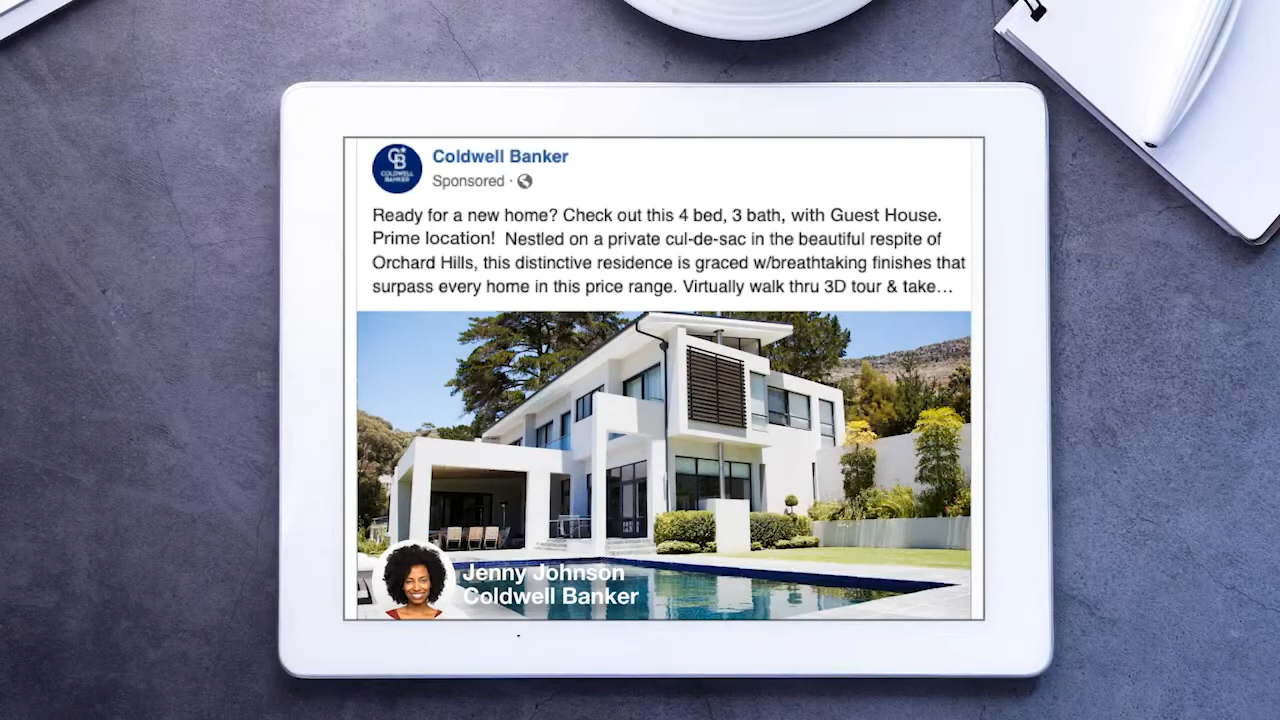 CB
COLDWELL
BANKER
Coldwell Banker
Sponsored ·
Ready for a new home? Check out this 4 bed, 3 bath, with Guest House.
Prime location!  Nestled on a private cul-de-sac in the beautiful respite of
Orchard Hills, this distinctive residence is graced w/breathtaking finishes that
surpass every home in this price range. Virtually walk thru 3D tour & take...
Jenny Johnson
Coldwell Banker